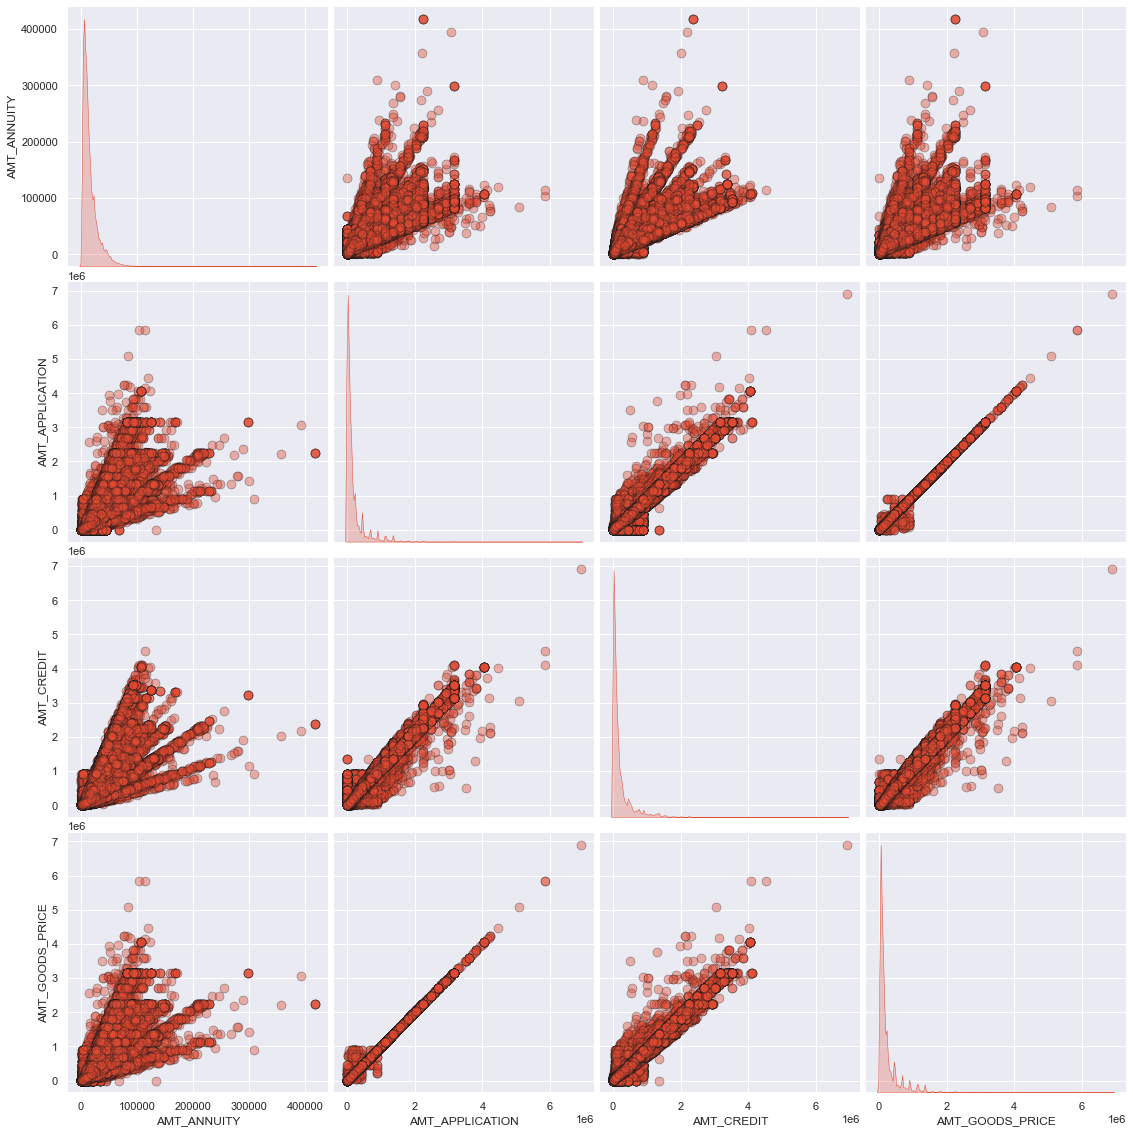 AMT_ANNUITY
400000
300000
200000
100000
0
1e6
AMT_APPLICATION
7
6
5
4
3
2
1
0
1e6
AMT_CREDIT
7
6
5
4
3
2
1
0
1e6
AMT_GOODS_PRICE
7
6
5
4
3
2
1
0
0 100000 200000 300000 400000
AMT_ANNUITY
0 2 4 6
1e6
AMT_APPLICATION
0 2 4 6
1e6
AMT_CREDIT
0 2 4 6
1e6
AMT_GOODS_PRICE